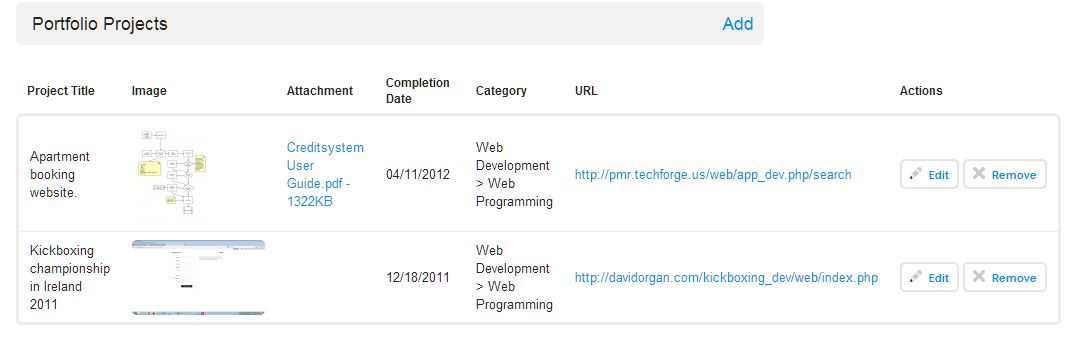 Portfolio Projects Add
Project Title Image Attachment Completion Date Category URL Actions
Apartment
booking
website.
Creditsystem
User
Guide.pdf -
1322KB
04/11/2012
Web
Development
> Web
Programming
http://pmr.techforge.us/web/app_dev.php/search
Edit Remove
Kickboxing
championship
in Ireland
2011
12/18/2011
Web
Development
> Web
Programming
http://davidorgan.com/kickboxing_dev/web/index.php
Edit Remove